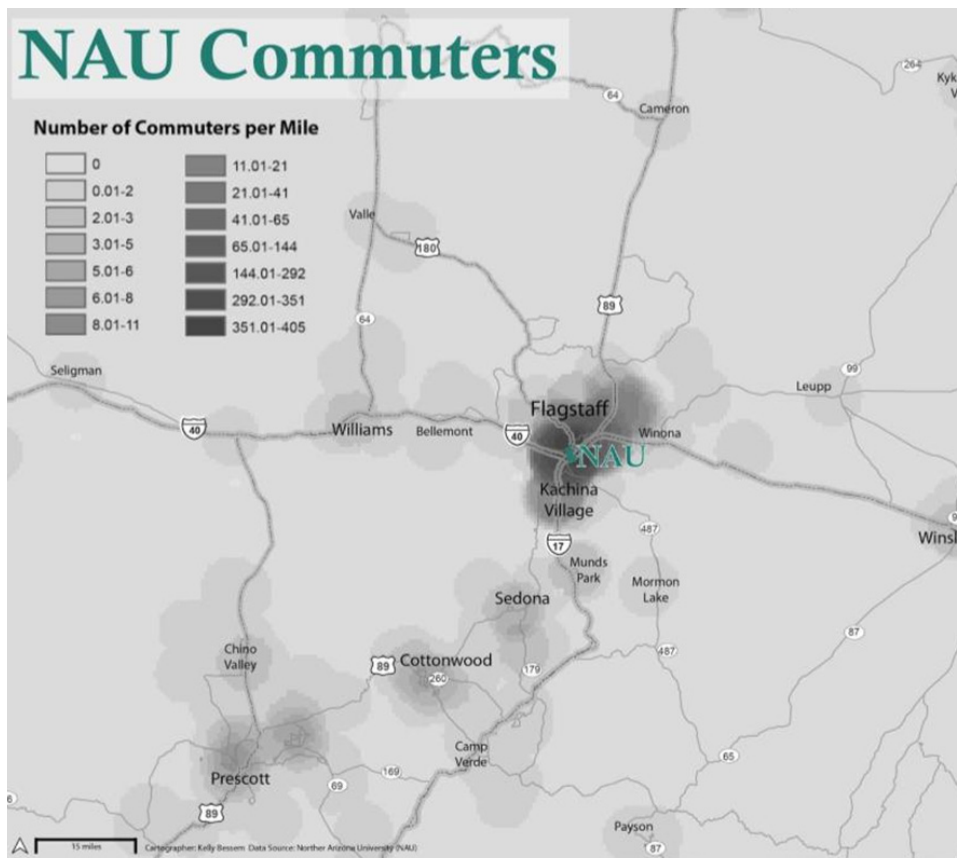 NAU Commuters
Number of Commuters per Mile
0
0.01-2
2.01-3
3.01-5
5.01-6
6.01-8
8.01-11
11.01-21
21.01-41
41.01-65
65.01-144
144.01-292
292.01-351
351.01-405
264
Kyk
V
64
Cameron
Valle
180
89
64
99
Seligman
Leupp
Flagstaff
40
Williams
Bellemont
40
Winona
NAU
Kachina
Village
487
9
Winsl
17
Munds
Park
Mormon
Lake
Sedona
87
Chino
Valley
89
Cottonwood
260
179
487
Camp
Verde
65
Prescott
169
69
6
89
Payson
87
15 miles
Cartographer: Kelly Bessem Data Source: Norther Arizona University (NAU)